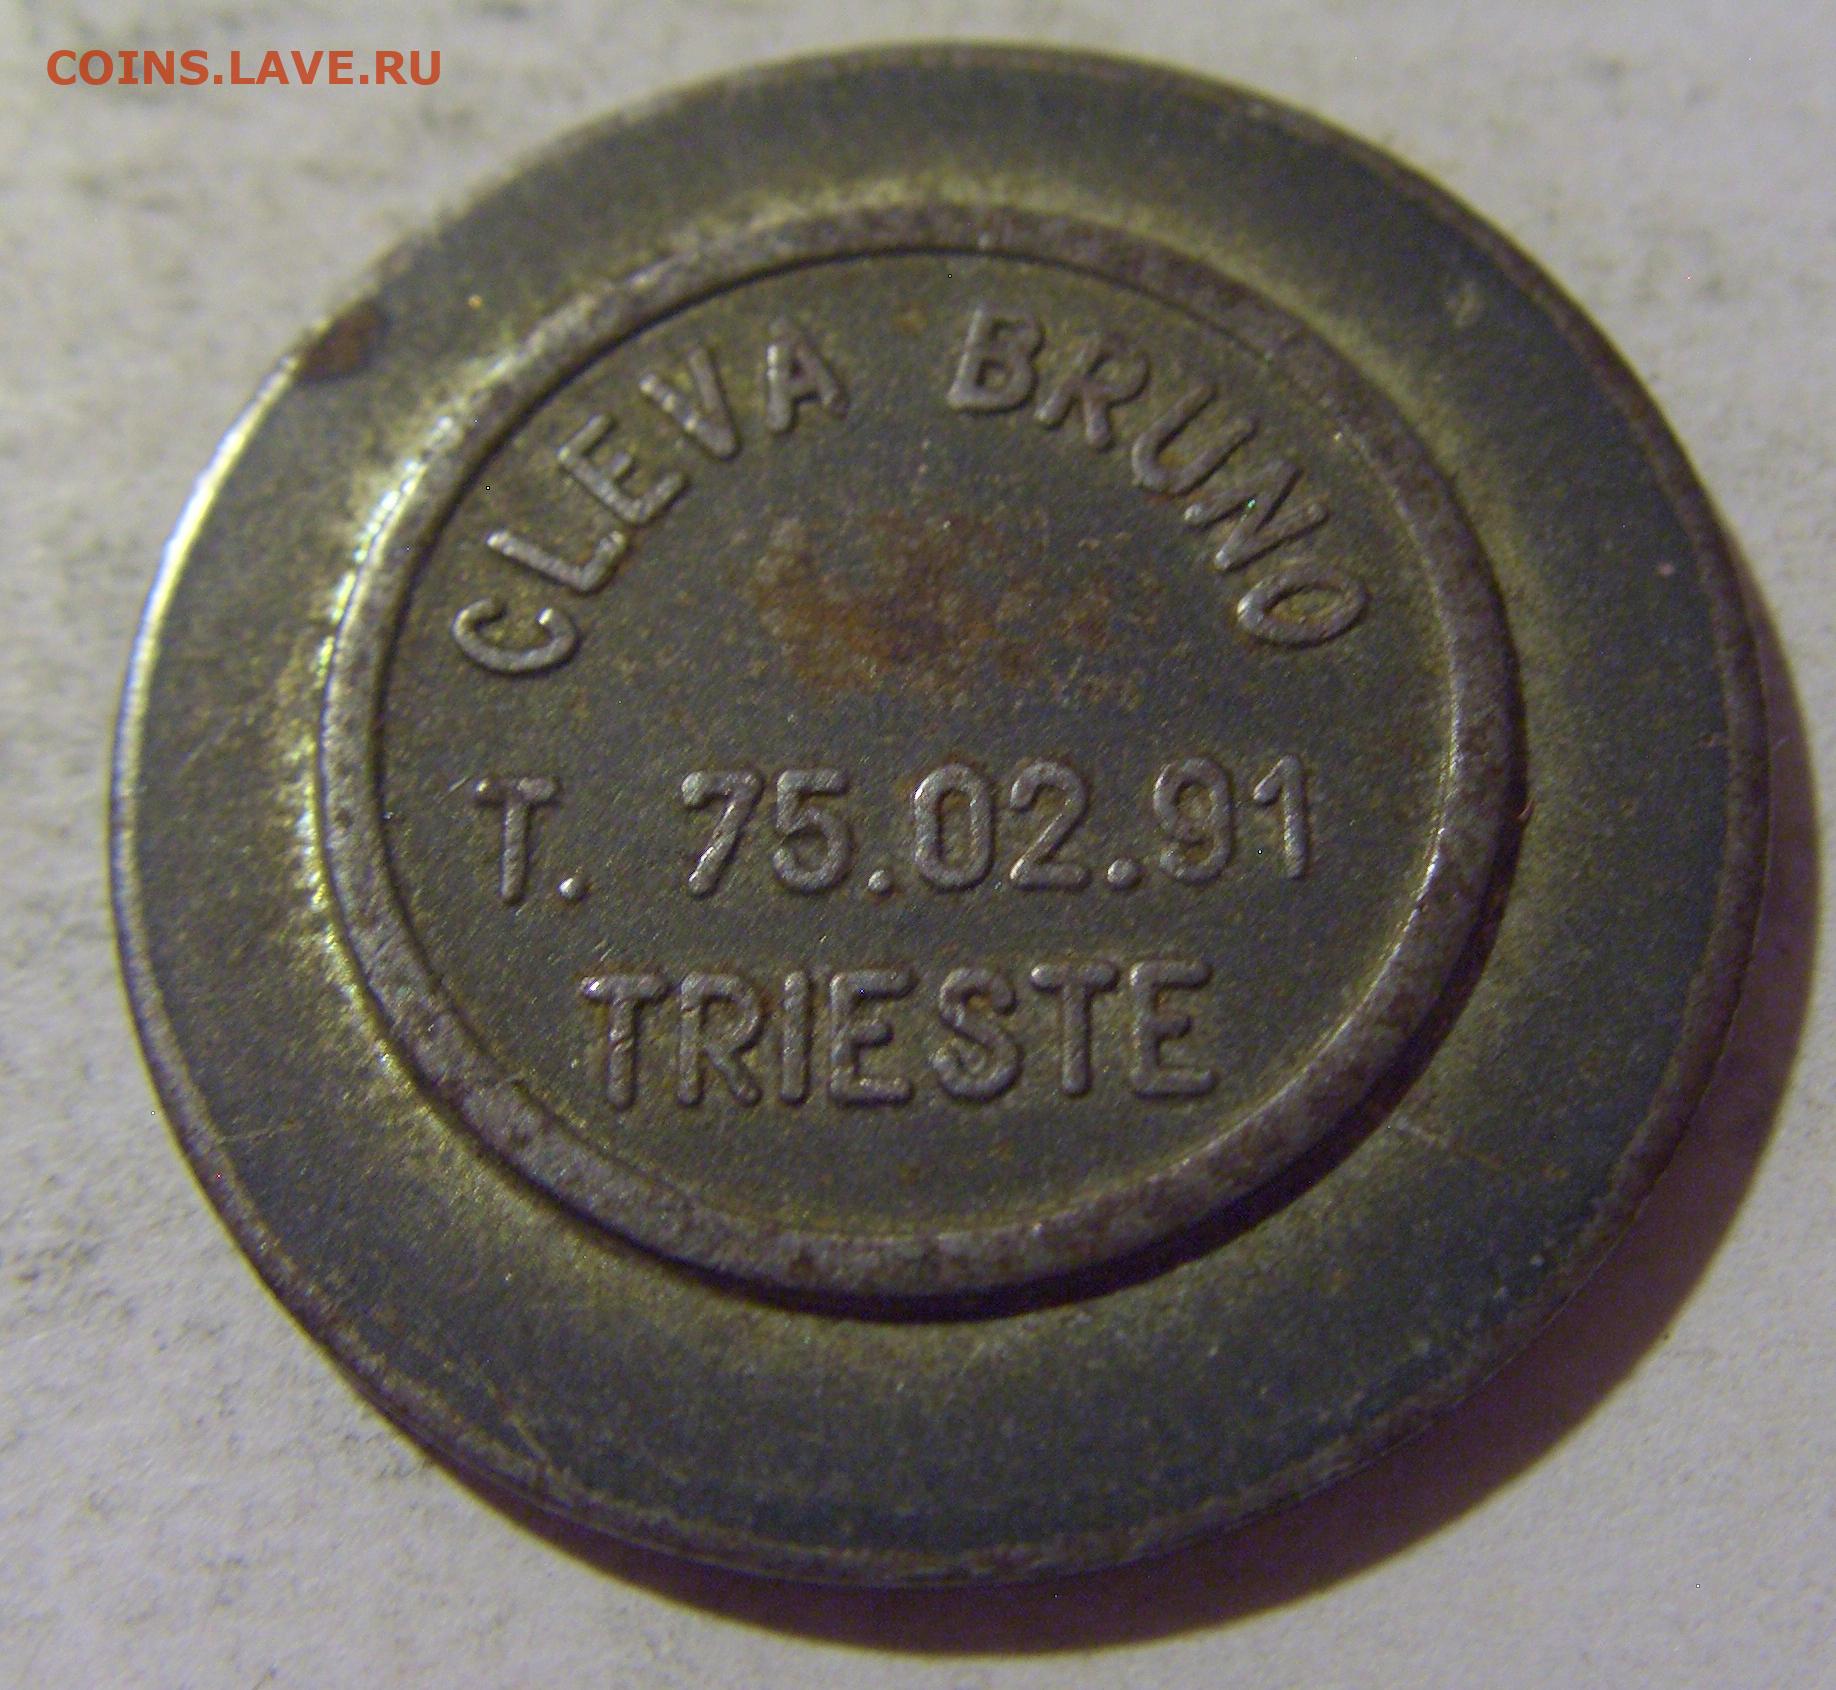 COINS.LAVE.RU
CLEVA BRUNO
T. 75.02.91
TRIESTE